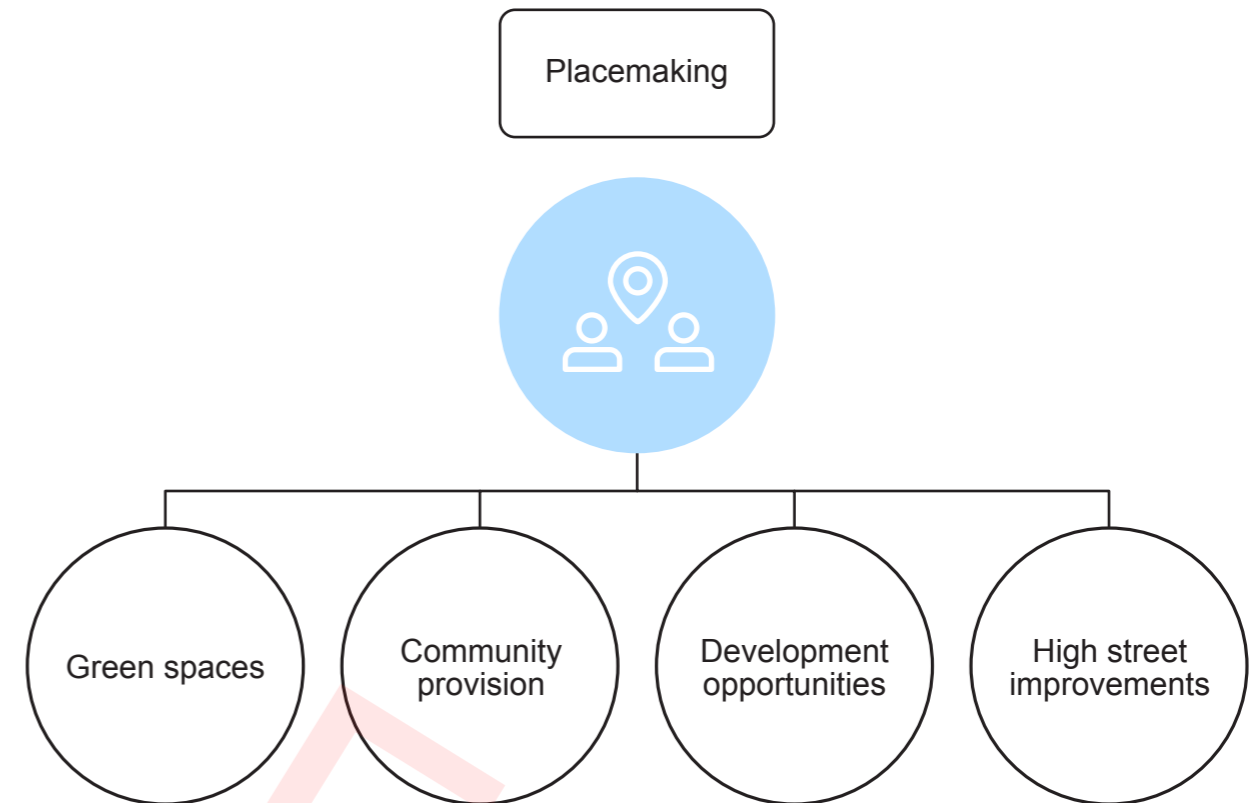 Placemaking
Green spaces
Community
provision
Development
opportunities
High street
improvements